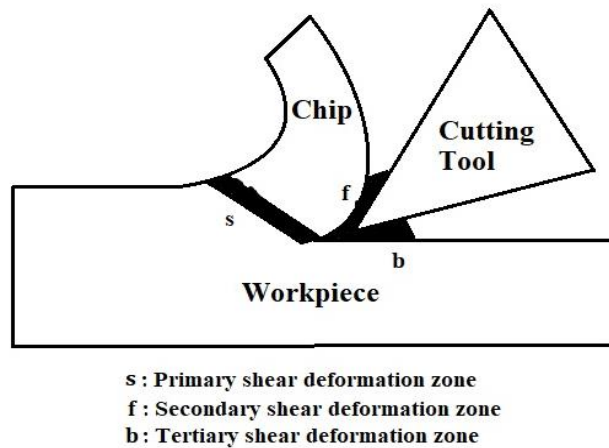 Chip
Cutting
Tool
f
s
b
Workpiece
s : Primary shear deformation zone
f : Secondary shear deformation zone
b : Tertiary shear deformation zone